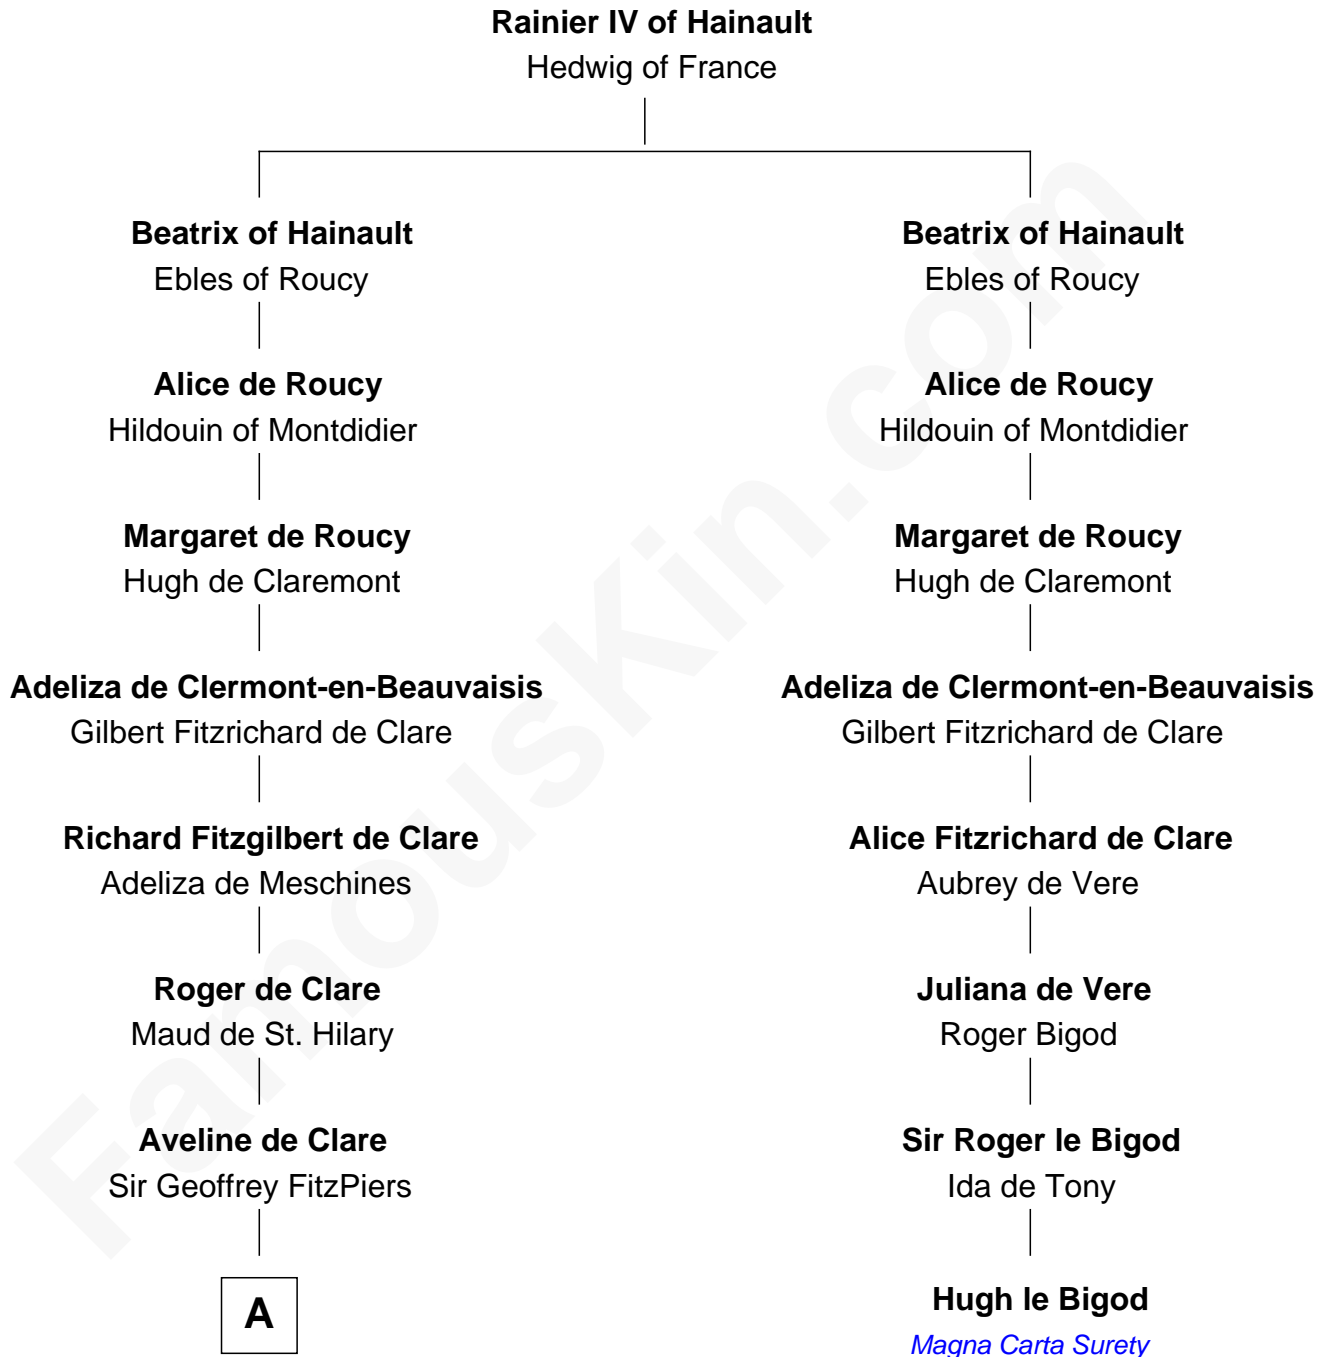 Rainier IV of Hainault
Hedwig of France
Beatrix of Hainault
Ebles of Roucy
Alice de Roucy
Hildouin of Montdidier
Margaret de Roucy
Hugh de Claremont
Adeliza de Clermont-en-Beauvaisis
Gilbert Fitzrichard de Clare
Richard Fitzgilbert de Clare
Adeliza de Meschines
Roger de Clare
Maud de St. Hilary
Aveline de Clare
Sir Geoffrey FitzPiers
A
Beatrix of Hainault
Ebles of Roucy
Alice de Roucy
Hildouin of Montdidier
Margaret de Roucy
Hugh de Claremont
Adeliza de Clermont-en-Beauvaisis
Gilbert Fitzrichard de Clare
Alice Fitzrichard de Clare
Aubrey de Vere
Juliana de Vere
Roger Bigod
Sir Roger le Bigod
Ida de Tony
Hugh le Bigod
Magna Carta Surety
FamousKin.com